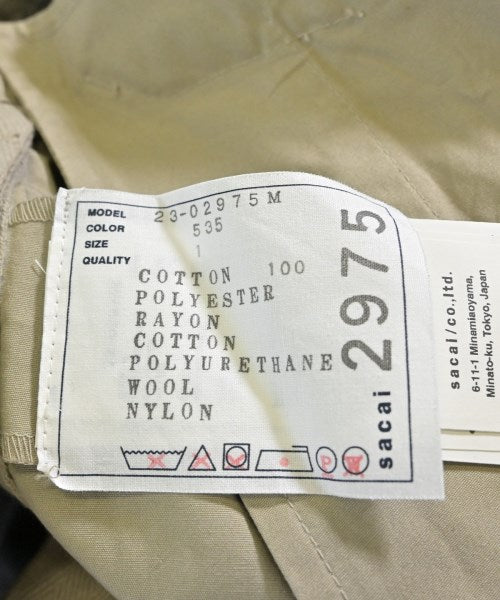 MODEL 23-02975M
COLOR 535
SIZE 1
QUALITY
COTTON 100
POLYESTER
RAYON
COTTON
POLYURETHANE
WOOL
NYLON
sacai 2975
P
sacai/co.,ltd.
6-11-1 Minamiaoyama,
Minato-ku, Tokyo, Japan